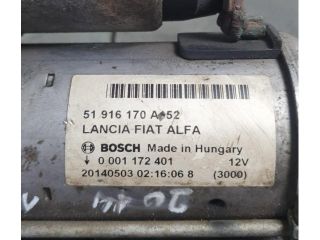 51 916 170 A 52
LANCIA FIAT ALFA
BOSCH Made in Hungary
↓ 0 001 172 401 12V
20140503 02:16:06 8 (3000)
2014